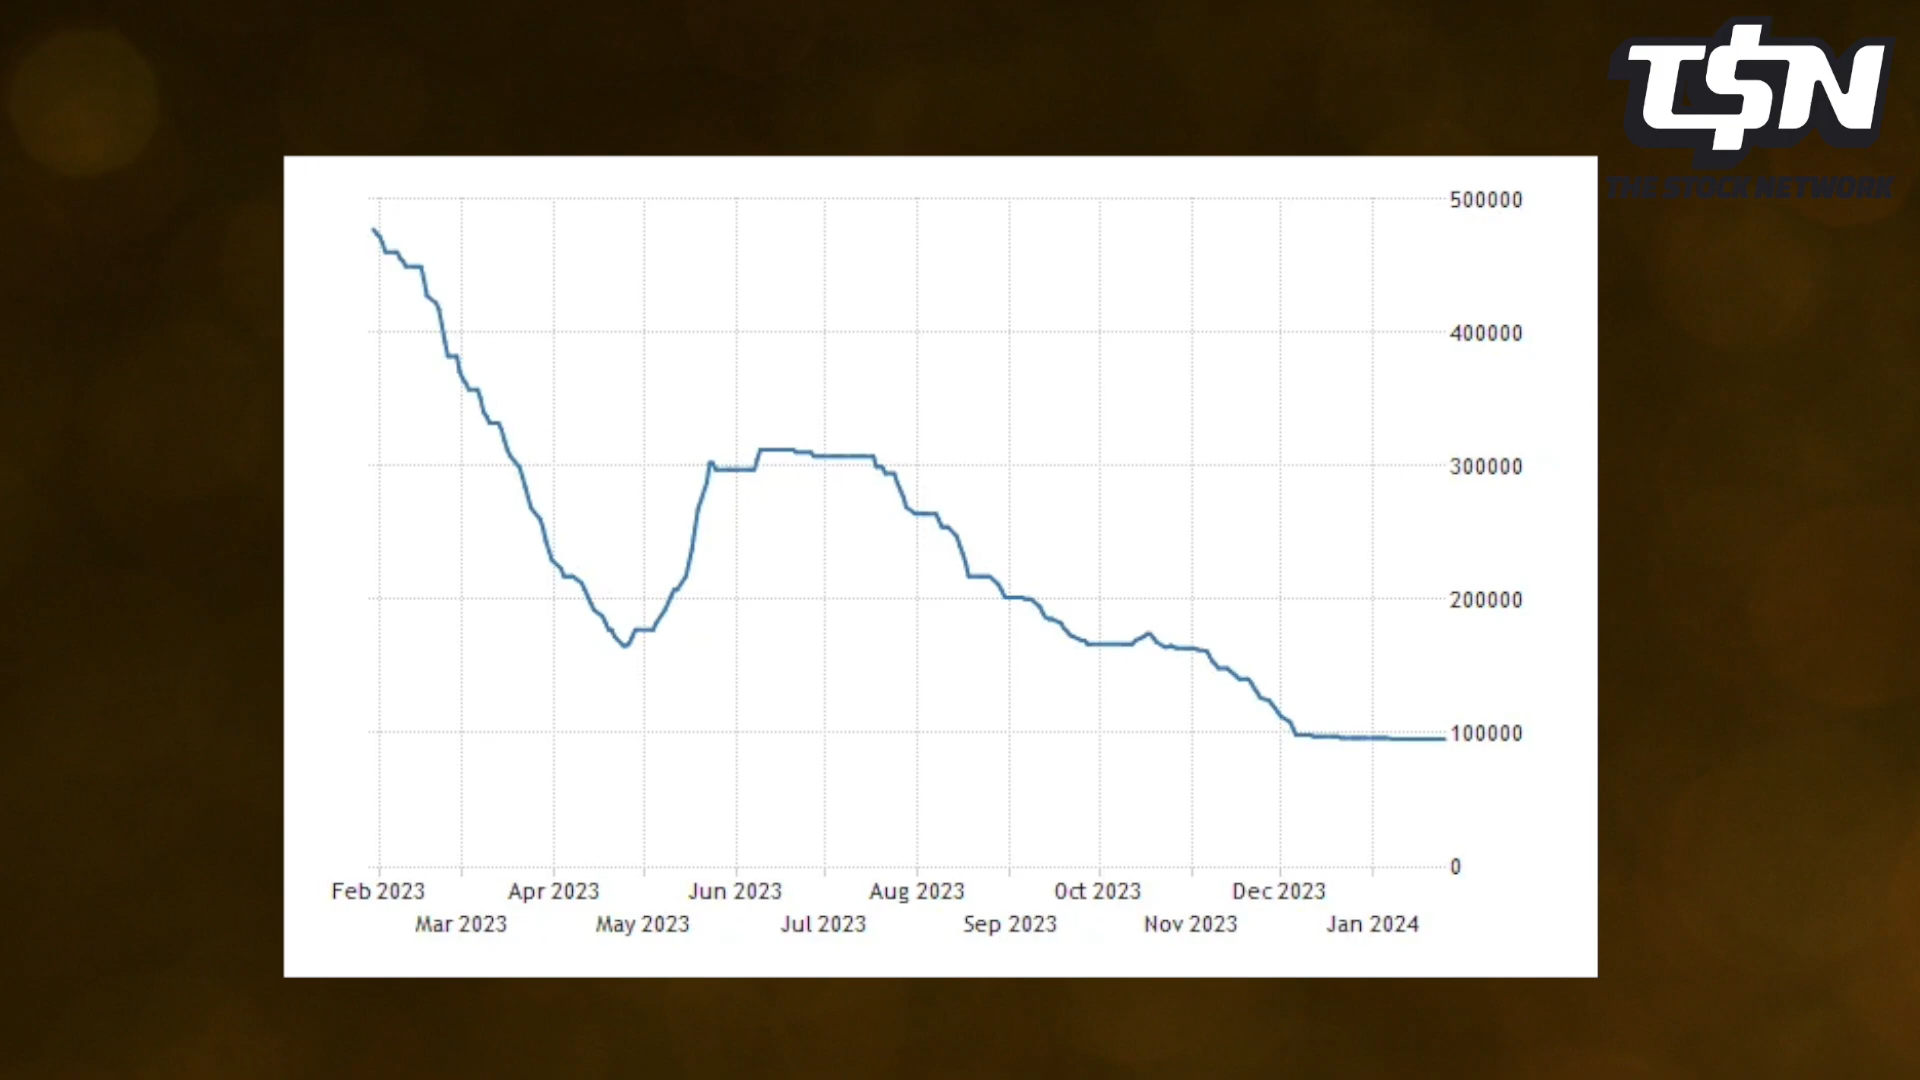 T$N
THE STOCK NETWORK
500000
400000
300000
200000
100000
0
Feb 2023
Apr 2023
Jun 2023
Aug 2023
Oct 2023
Dec 2023
Mar 2023
May 2023
Jul 2023
Sep 2023
Nov 2023
Jan 2024